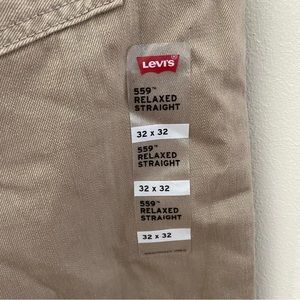 Levi's
559™
RELAXED
STRAIGHT
32 x 32
559™
RELAXED
STRAIGHT
32 x 32
559™
RELAXED
STRAIGHT
32 x 32